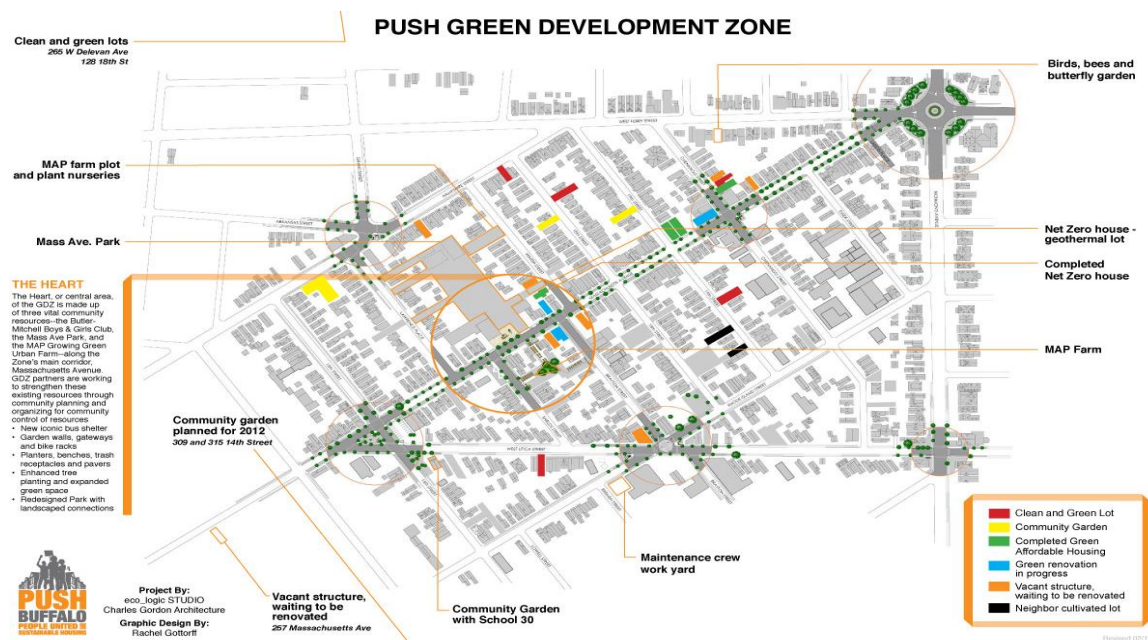 PUSH GREEN DEVELOPMENT ZONE
Clean and green lots
265 W Delevan Ave
128 18th St
Birds, bees and
butterfly garden
WEST FERRY STREET
MAP farm plot
and plant nurseries
Mass Ave. Park
Net Zero house -
geothermal lot
Completed
Net Zero house
THE HEART
The Heart, or central area,
of the GDZ is made up
of three vital community
resources--the Butler-
Mitchell Boys & Girls Club,
the Mass Ave Park, and
the MAP Growing Green
Urban Farm--along the
Zone's main corridor,
Massachusetts Avenue.
GDZ partners are working
to strengthen these
existing resources through
community planning and
organizing for community
control of resources
• New iconic bus shelter
• Garden walls, gateways
and bike racks
• Planters, benches, trash
receptacles and pavers
• Enhanced tree
planting and expanded
green space
• Redesigned Park with
landscaped connections
MAP Farm
Community garden
planned for 2012
309 and 315 14th Street
WEST UTICA STREET
Clean and Green Lot
Community Garden
Completed Green
Affordable Housing
Green renovation
in progress
Vacant structure,
waiting to be renovated
Neighbor cultivated lot
Maintenance crew
work yard
PUSH
BUFFALO
PEOPLE UNITED
SUSTAINABLE HOUSING
Project By:
eco_logic STUDIO
Charles Gordon Architecture
Graphic Design By:
Rachel Gottorff
Vacant structure,
waiting to be
renovated
257 Massachusetts Ave
Community Garden
with School 30